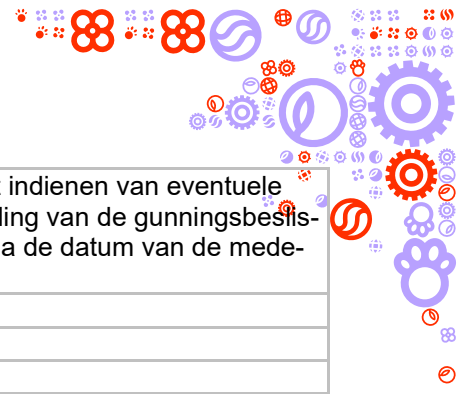 indienen van eventuele
ling van de gunningsbeslis-
a de datum van de mede-